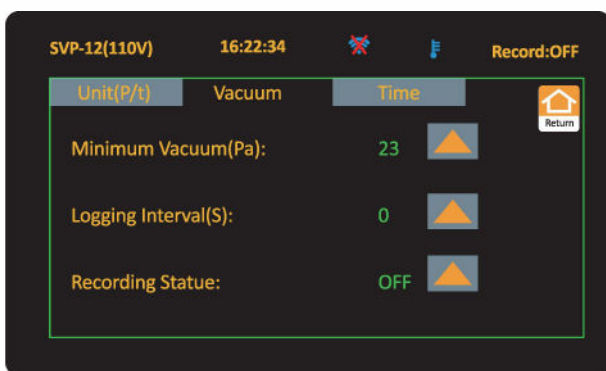 SVP-12(110V) 16:22:34 Record:OFF
Unit(P/t) Vacuum Time
Return
Minimum Vacuum(Pa): 23
Logging Interval(S): 0
Recording Statue: OFF